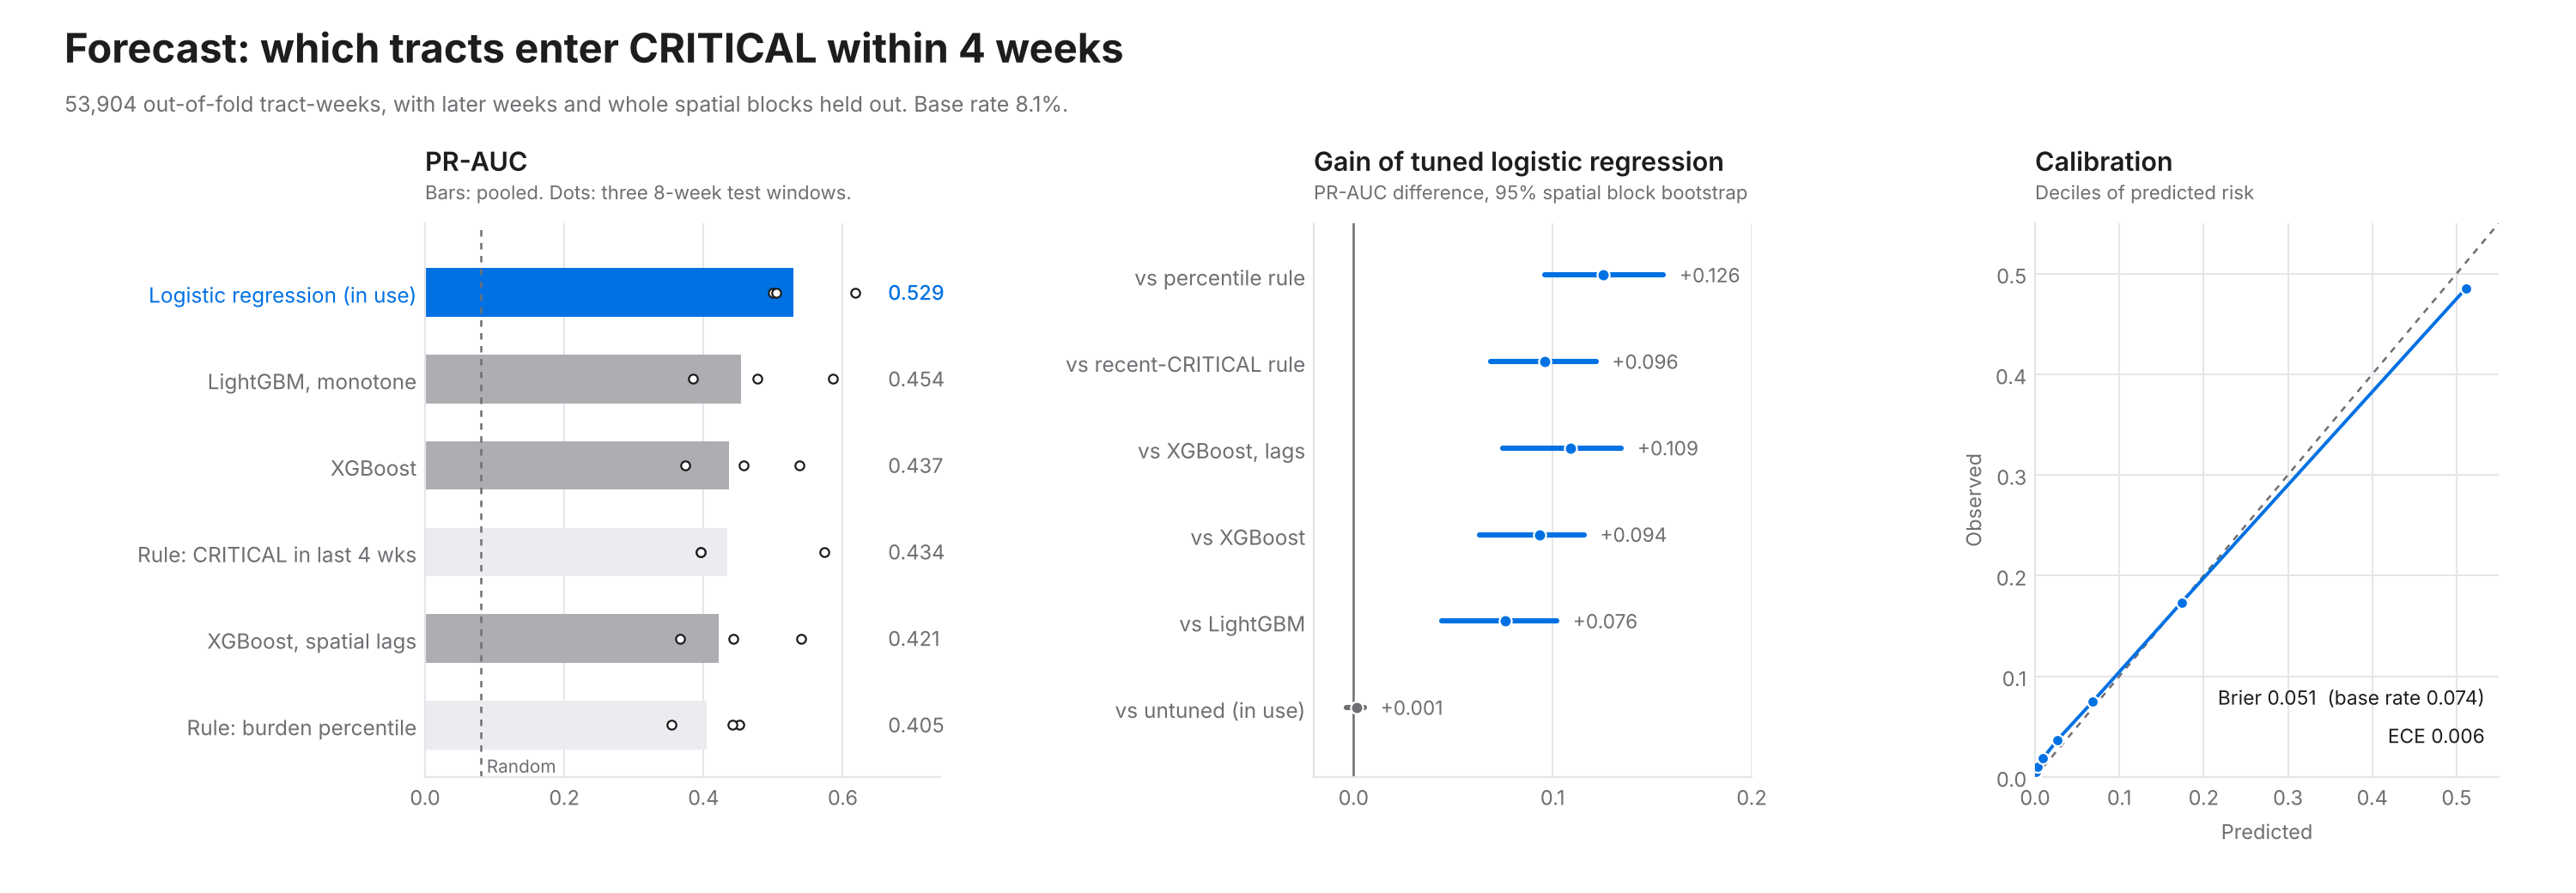 Forecast: which tracts enter CRITICAL within 4 weeks
53,904 out-of-fold tract-weeks, with later weeks and whole spatial blocks held out. Base rate 8.1%.
PR-AUC
Bars: pooled. Dots: three 8-week test windows.
Logistic regression (in use)
0.529
LightGBM, monotone
0.454
XGBoost
0.437
Rule: CRITICAL in last 4 wks
0.434
XGBoost, spatial lags
0.421
Rule: burden percentile
0.405
Random
0.0 0.2 0.4 0.6
Gain of tuned logistic regression
PR-AUC difference, 95% spatial block bootstrap
vs percentile rule
+0.126
vs recent-CRITICAL rule
+0.096
vs XGBoost, lags
+0.109
vs XGBoost
+0.094
vs LightGBM
+0.076
vs untuned (in use)
+0.001
0.0 0.1 0.2
Calibration
Deciles of predicted risk
Observed
0.5
0.4
0.3
0.2
0.1
0.0
Brier 0.051 (base rate 0.074)
ECE 0.006
0.0 0.1 0.2 0.3 0.4 0.5
Predicted